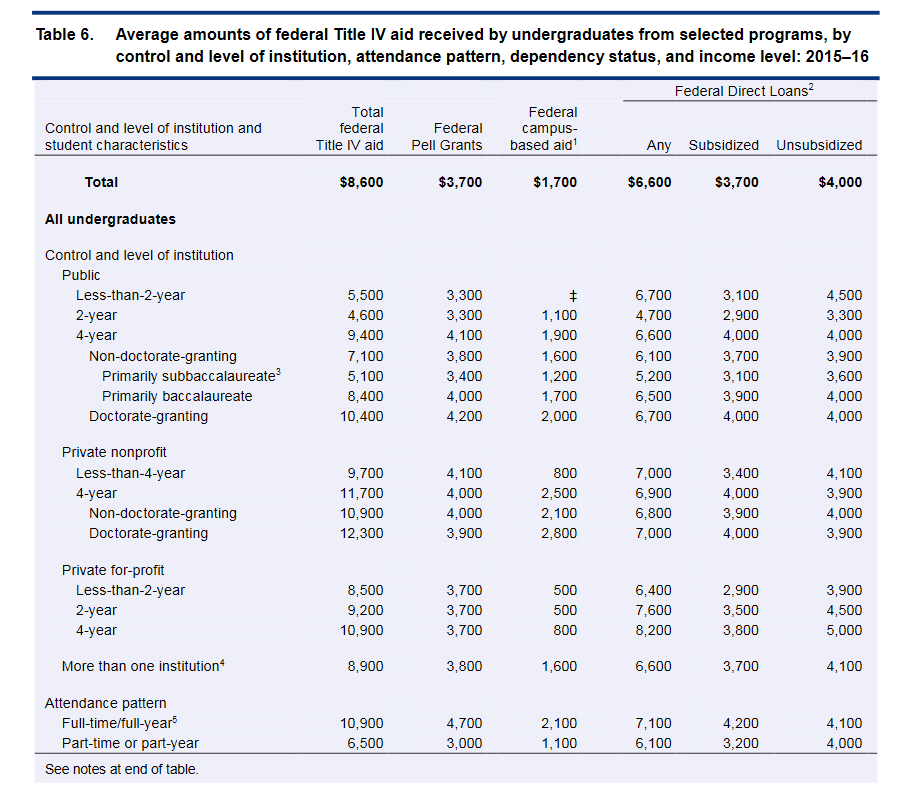 Table 6. Average amounts of federal Title IV aid received by undergraduates from selected programs, by
control and level of institution, attendance pattern, dependency status, and income level: 2015–16
Federal Direct Loans2
Total Federal
Control and level of institution and federal Federal campus-
student characteristics Title IV aid Pell Grants based aid1 Any Subsidized Unsubsidized
Total $8,600 $3,700 $1,700 $6,600 $3,700 $4,000
All undergraduates
Control and level of institution
Public
Less-than-2-year 5,500 3,300 ‡ 6,700 3,100 4,500
2-year 4,600 3,300 1,100 4,700 2,900 3,300
4-year 9,400 4,100 1,900 6,600 4,000 4,000
Non-doctorate-granting 7,100 3,800 1,600 6,100 3,700 3,900
Primarily subbaccalaureate3 5,100 3,400 1,200 5,200 3,100 3,600
Primarily baccalaureate 8,400 4,000 1,700 6,500 3,900 4,000
Doctorate-granting 10,400 4,200 2,000 6,700 4,000 4,000
Private nonprofit
Less-than-4-year 9,700 4,100 800 7,000 3,400 4,100
4-year 11,700 4,000 2,500 6,900 4,000 3,900
Non-doctorate-granting 10,900 4,000 2,100 6,800 3,900 4,000
Doctorate-granting 12,300 3,900 2,800 7,000 4,000 3,900
Private for-profit
Less-than-2-year 8,500 3,700 500 6,400 2,900 3,900
2-year 9,200 3,700 500 7,600 3,500 4,500
4-year 10,900 3,700 800 8,200 3,800 5,000
More than one institution4 8,900 3,800 1,600 6,600 3,700 4,100
Attendance pattern
Full-time/full-year5 10,900 4,700 2,100 7,100 4,200 4,100
Part-time or part-year 6,500 3,000 1,100 6,100 3,200 4,000
See notes at end of table.